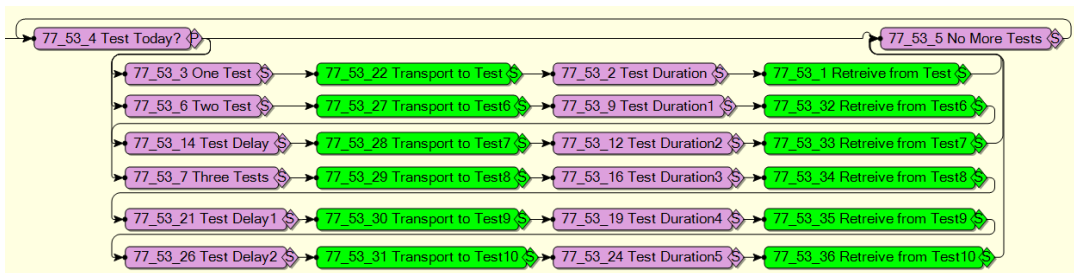 77_53_4 Test Today? P 77_53_5 No More Tests S
77_53_3 One Test S 77_53_22 Transport to Test S 77_53_2 Test Duration S 77_53_1 Retreive from Test S
77_53_6 Two Test S 77_53_27 Transport to Test6 S 77_53_9 Test Duration1 S 77_53_32 Retreive from Test6 S
77_53_14 Test Delay S 77_53_28 Transport to Test7 S 77_53_12 Test Duration2 S 77_53_33 Retreive from Test7 S
77_53_7 Three Tests S 77_53_29 Transport to Test8 S 77_53_16 Test Duration3 S 77_53_34 Retreive from Test8 S
77_53_21 Test Delay1 S 77_53_30 Transport to Test9 S 77_53_19 Test Duration4 S 77_53_35 Retreive from Test9 S
77_53_26 Test Delay2 S 77_53_31 Transport to Test10 S 77_53_24 Test Duration5 S 77_53_36 Retreive from Test10 S